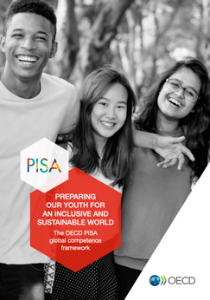 PISA
PREPARING
OUR YOUTH FOR
AN INCLUSIVE AND
SUSTAINABLE WORLD
The OECD PISA
global competence
framework
OECD